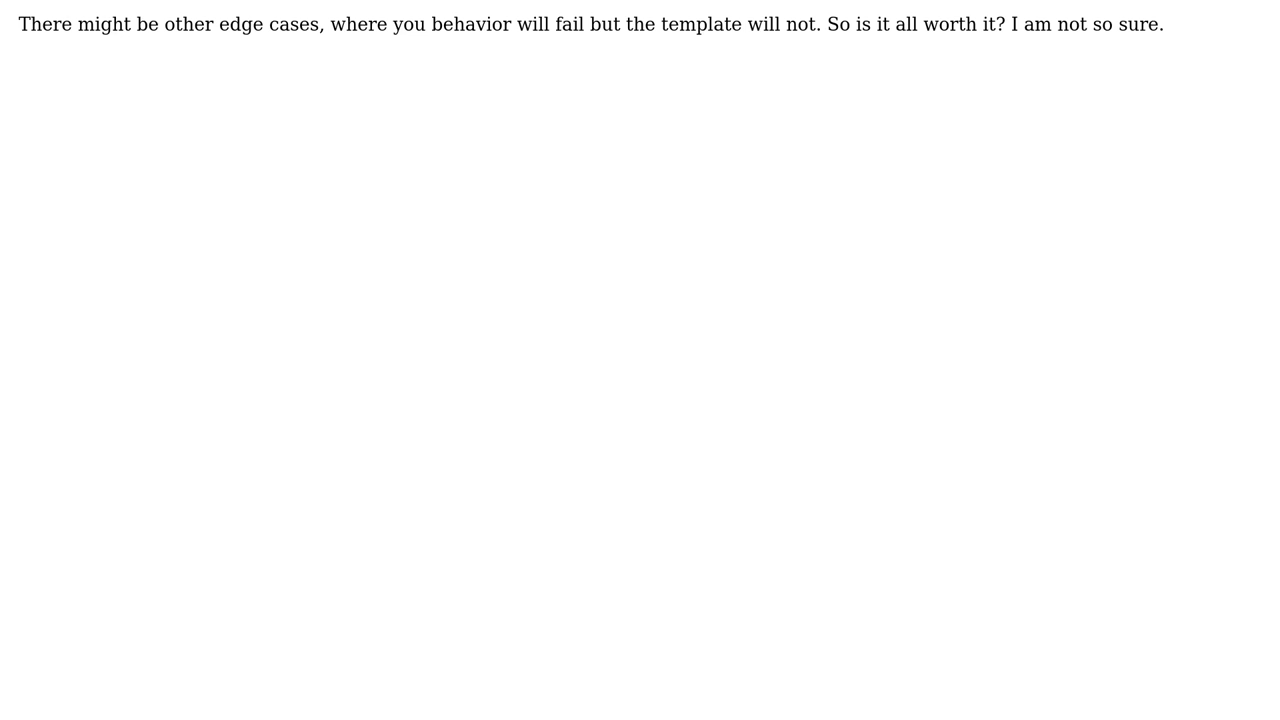 There might be other edge cases, where you behavior will fail but the template will not. So is it all worth it? I am not so sure.